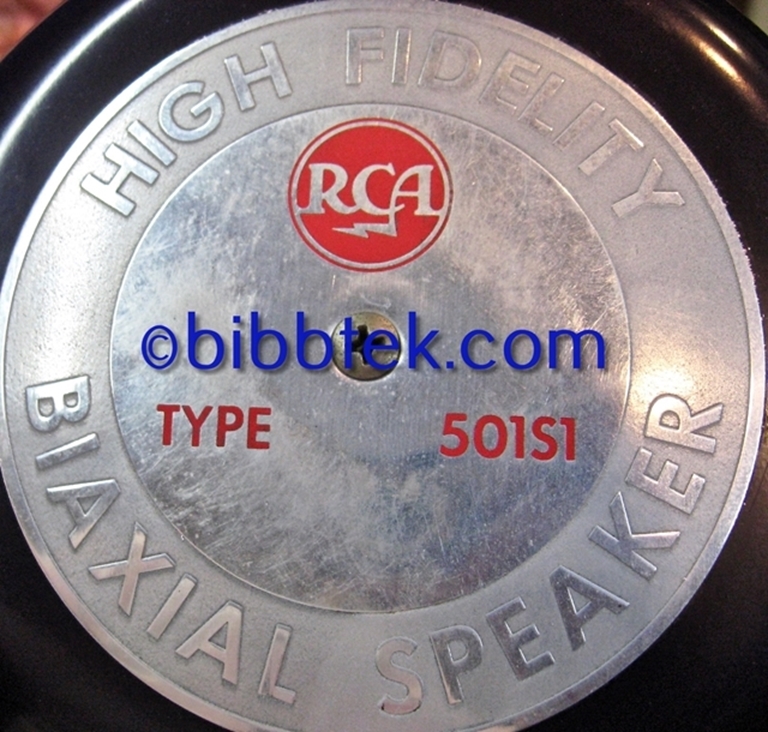 HIGH FIDELITY
RCA
©bibbtek.com
TYPE 501S1
BIAXIAL SPEAKER